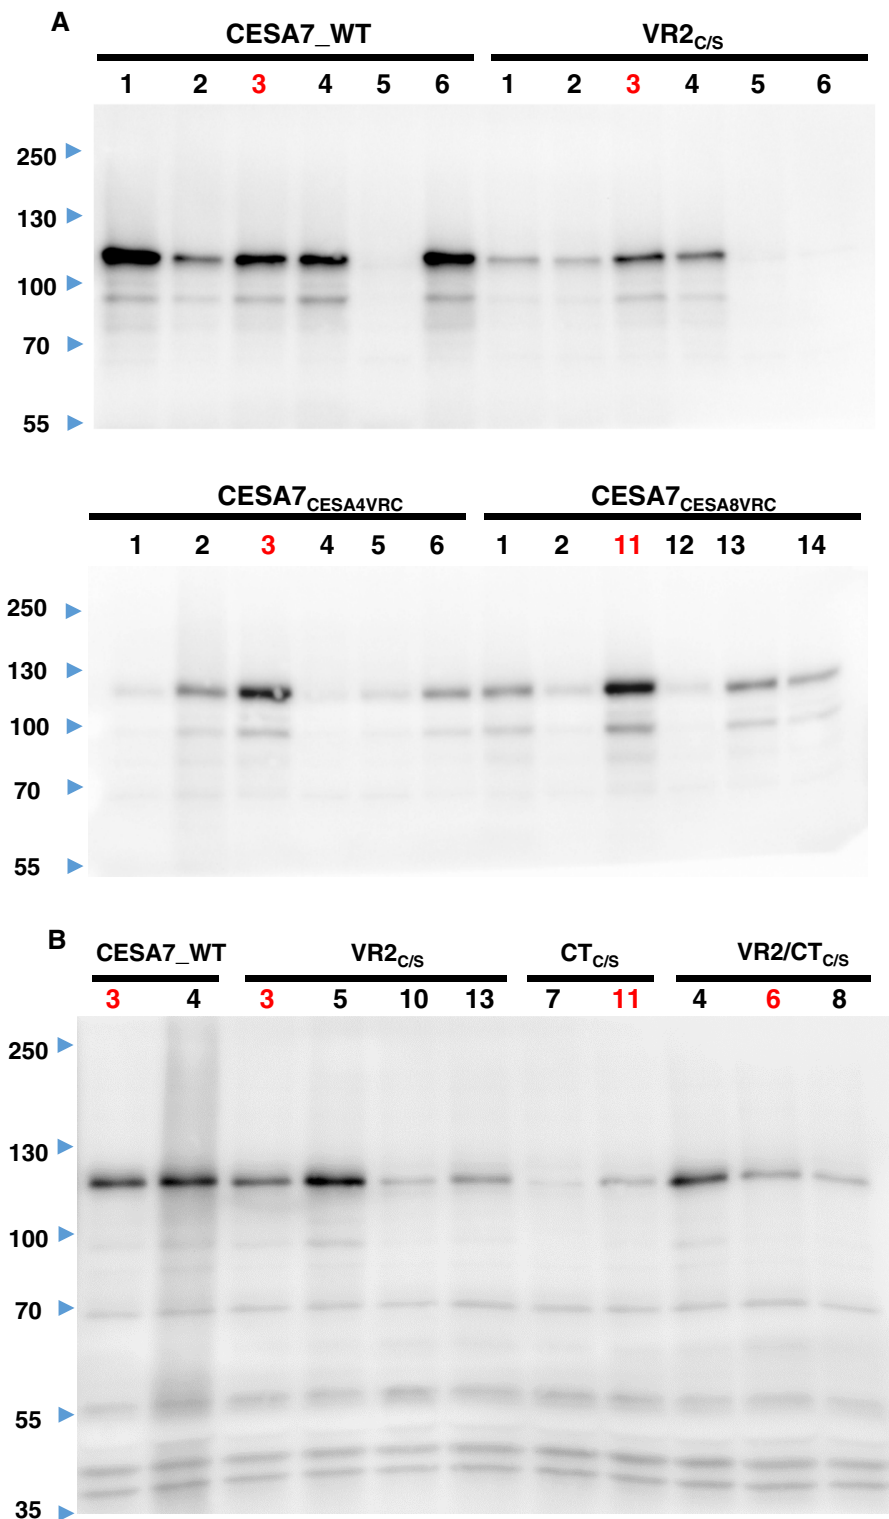 A
CESA7_WT VR2C/S
1 2 3 4 5 6 1 2 3 4 5 6
250
130
100
70
55
CESA7CESA4VRC CESA7CESA8VRC
1 2 3 4 5 6 1 2 11 12 13 14
250
130
100
70
55
B
CESA7_WT VR2C/S CTC/S VR2/CTC/S
3 4 3 5 10 13 7 11 4 6 8
250
130
100
70
55
35